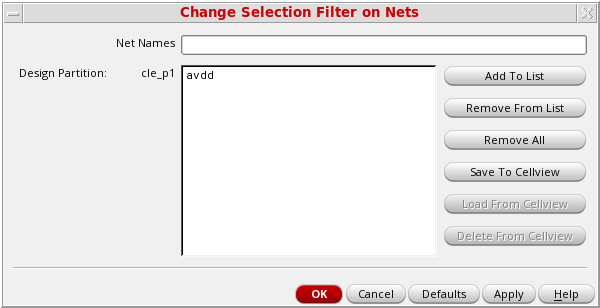 Change Selection Filter on Nets
Net Names
Design Partition: cle_p1
avdd
Add To List
Remove From List
Remove All
Save To Cellview
Load From Cellview
Delete From Cellview
OK Cancel Defaults Apply Help